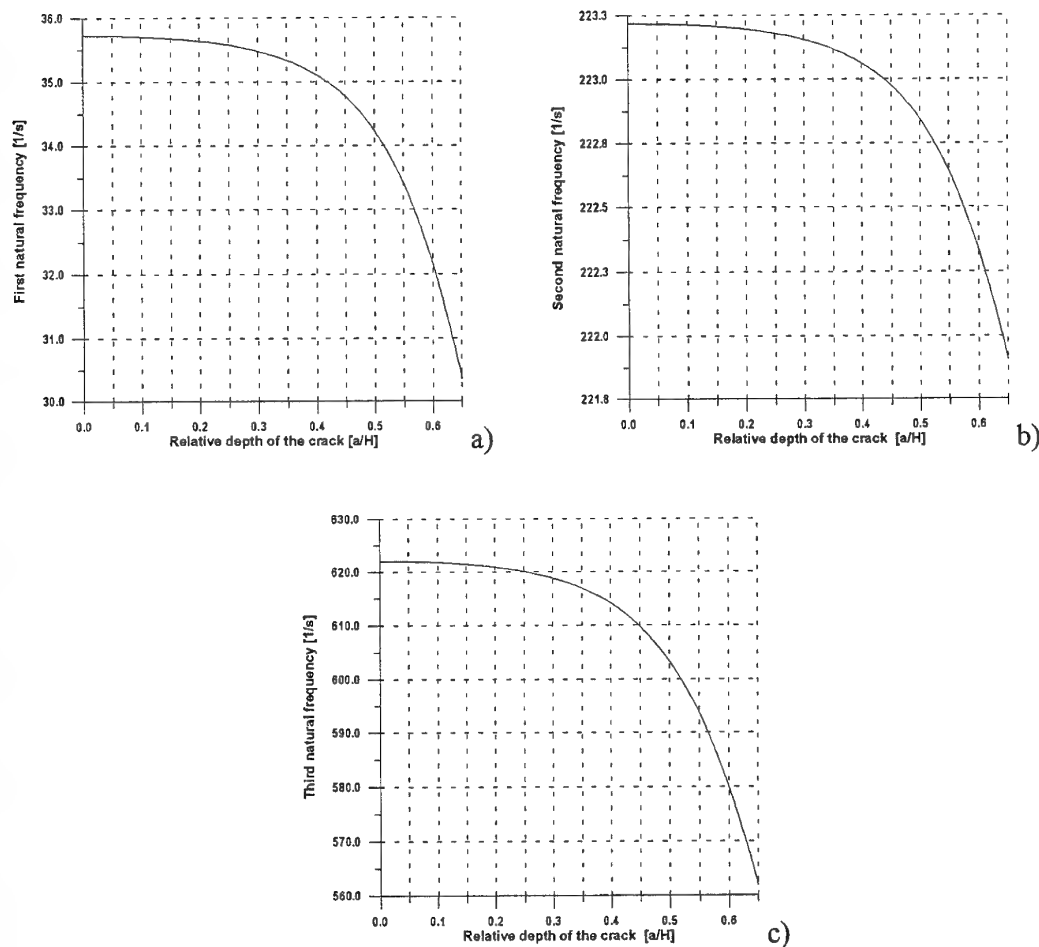 First natural frequency [1/s]
36.0
35.0
34.0
33.0
32.0
31.0
30.0
0.0 0.1 0.2 0.3 0.4 0.5 0.6
Relative depth of the crack [a/H]
a)
Second natural frequency [1/s]
223.3
223.0
222.8
222.5
222.3
222.0
221.8
0.0 0.1 0.2 0.3 0.4 0.5 0.6
Relative depth of the crack [a/H]
b)
Third natural frequency [1/s]
630.0
620.0
610.0
600.0
590.0
580.0
570.0
560.0
0.0 0.1 0.2 0.3 0.4 0.5 0.6
Relative depth of the crack [a/H]
c)